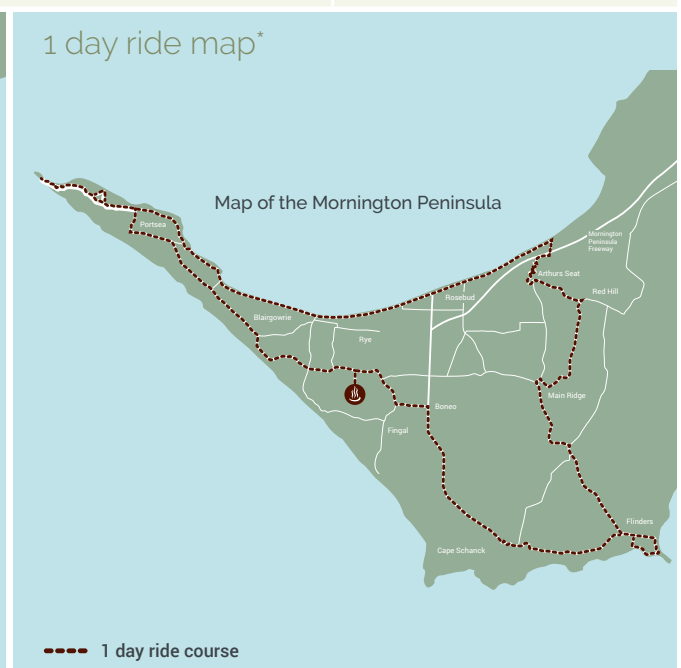 1 day ride map*
Map of the Mornington Peninsula
Portsea
Mornington
Peninsula
Freeway
Arthurs Seat
Red Hill
Rosebud
Blairgowrie
Rye
Main Ridge
Boneo
Fingal
Flinders
Cape Schanck
1 day ride course